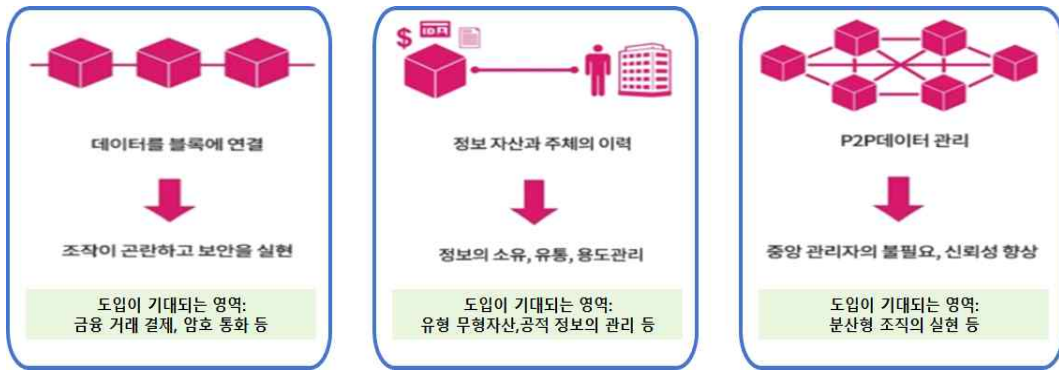 $ ID
데이터를 블록에 연결
조작이 곤란하고 보안을 실현
도입이 기대되는 영역:
금융 거래 결제, 암호 통화 등
정보 자산과 주체의 이력
정보의 소유, 유통, 용도관리
도입이 기대되는 영역:
유형 무형자산,공적 정보의 관리 등
P2P데이터 관리
중앙 관리자의 불필요, 신뢰성 향상
도입이 기대되는 영역:
분산형 조직의 실현 등